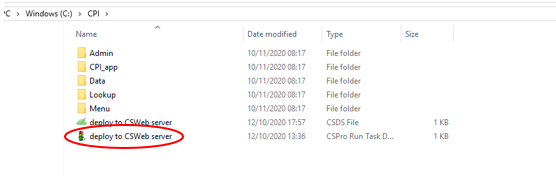 PC > Windows (C:) > CPI >
Name Date modified Type Size
Admin 10/11/2020 08:17 File folder
CPI_app 10/11/2020 08:17 File folder
Data 10/11/2020 08:17 File folder
Lookup 10/11/2020 08:17 File folder
Menu 10/11/2020 08:17 File folder
deploy to CSWeb server 12/10/2020 17:57 CSDS File 1 KB
deploy to CSWeb server 12/10/2020 13:36 CSPro Run Task D... 1 KB